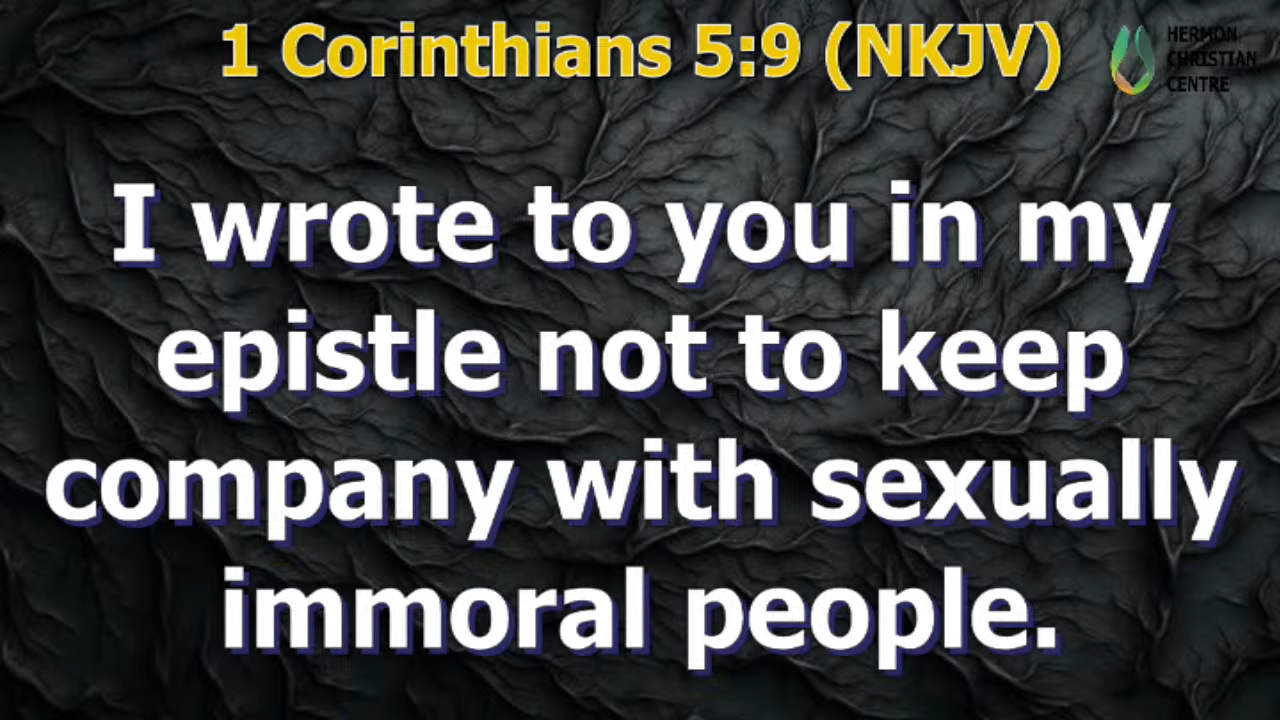 1 Corinthians 5:9 (NKJV)
HERMON
CHRISTIAN
CENTRE
I wrote to you in my
epistle not to keep
company with sexually
immoral people.